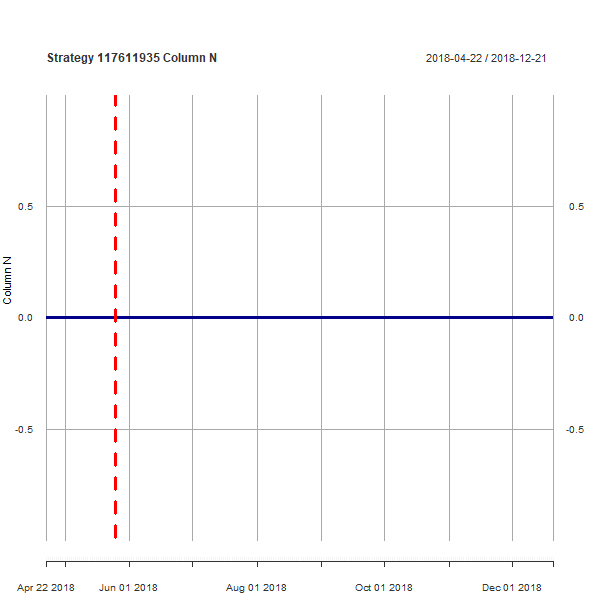 Strategy 117611935 Column N
2018-04-22 / 2018-12-21
0.5
0.5
Column N
0.0
0.0
-0.5
-0.5
Apr 22 2018
Jun 01 2018
Aug 01 2018
Oct 01 2018
Dec 01 2018